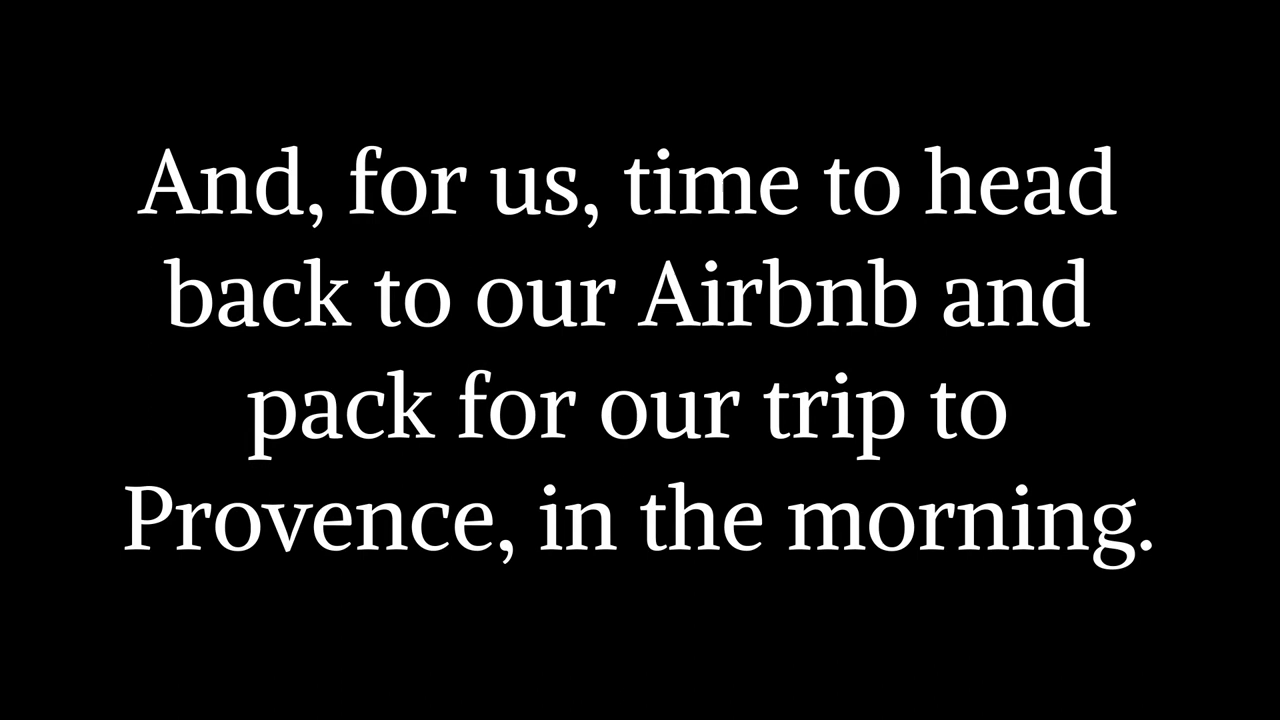 And, for us, time to head
back to our Airbnb and
pack for our trip to
Provence, in the morning.